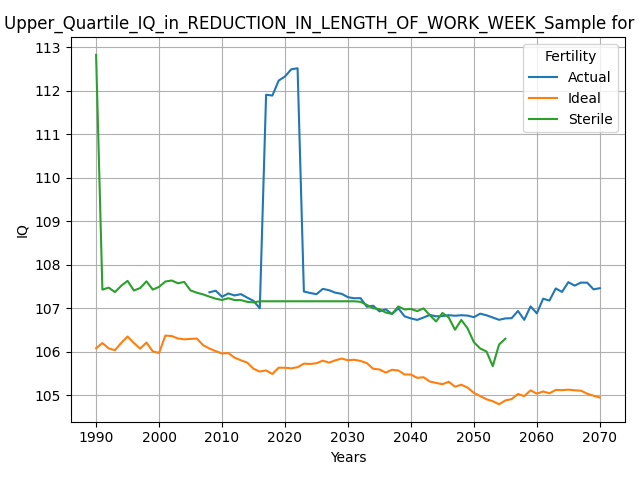 Upper_Quartile_IQ_in_REDUCTION_IN_LENGTH_OF_WORK_WEEK_Sample for
113
112
111
110
109
108
107
106
105
IQ
Fertility
Actual
Ideal
Sterile
1990 2000 2010 2020 2030 2040 2050 2060 2070
Years